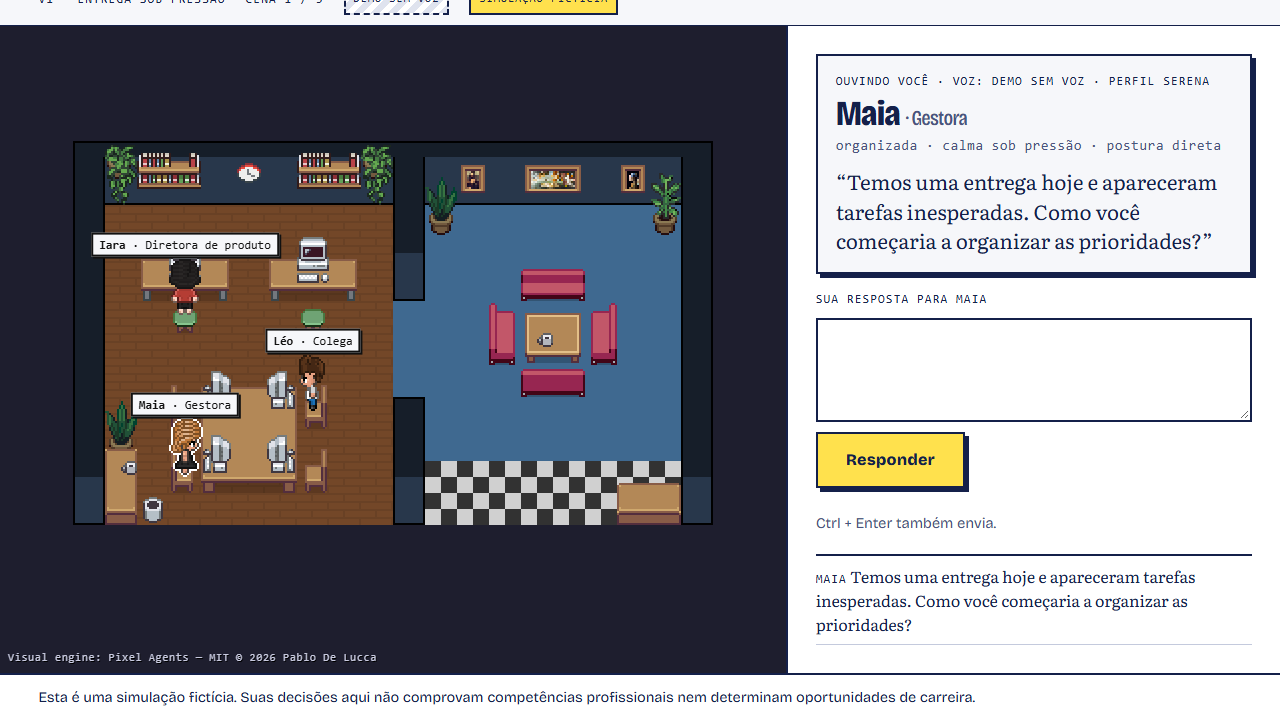 Iara · Diretora de produto
Léo · Colega
Maia · Gestora
Visual engine: Pixel Agents — MIT © 2026 Pablo De Lucca
OUVINDO VOCÊ · VOZ: DEMO SEM VOZ · PERFIL SERENA
Maia · Gestora
organizada · calma sob pressão · postura direta
“Temos uma entrega hoje e apareceram
tarefas inesperadas. Como você
começaria a organizar as prioridades?”
SUA RESPOSTA PARA MAIA
Responder
Ctrl + Enter também envia.
MAIA Temos uma entrega hoje e apareceram tarefas
inesperadas. Como você começaria a organizar as
prioridades?
Esta é uma simulação fictícia. Suas decisões aqui não comprovam competências profissionais nem determinam oportunidades de carreira.